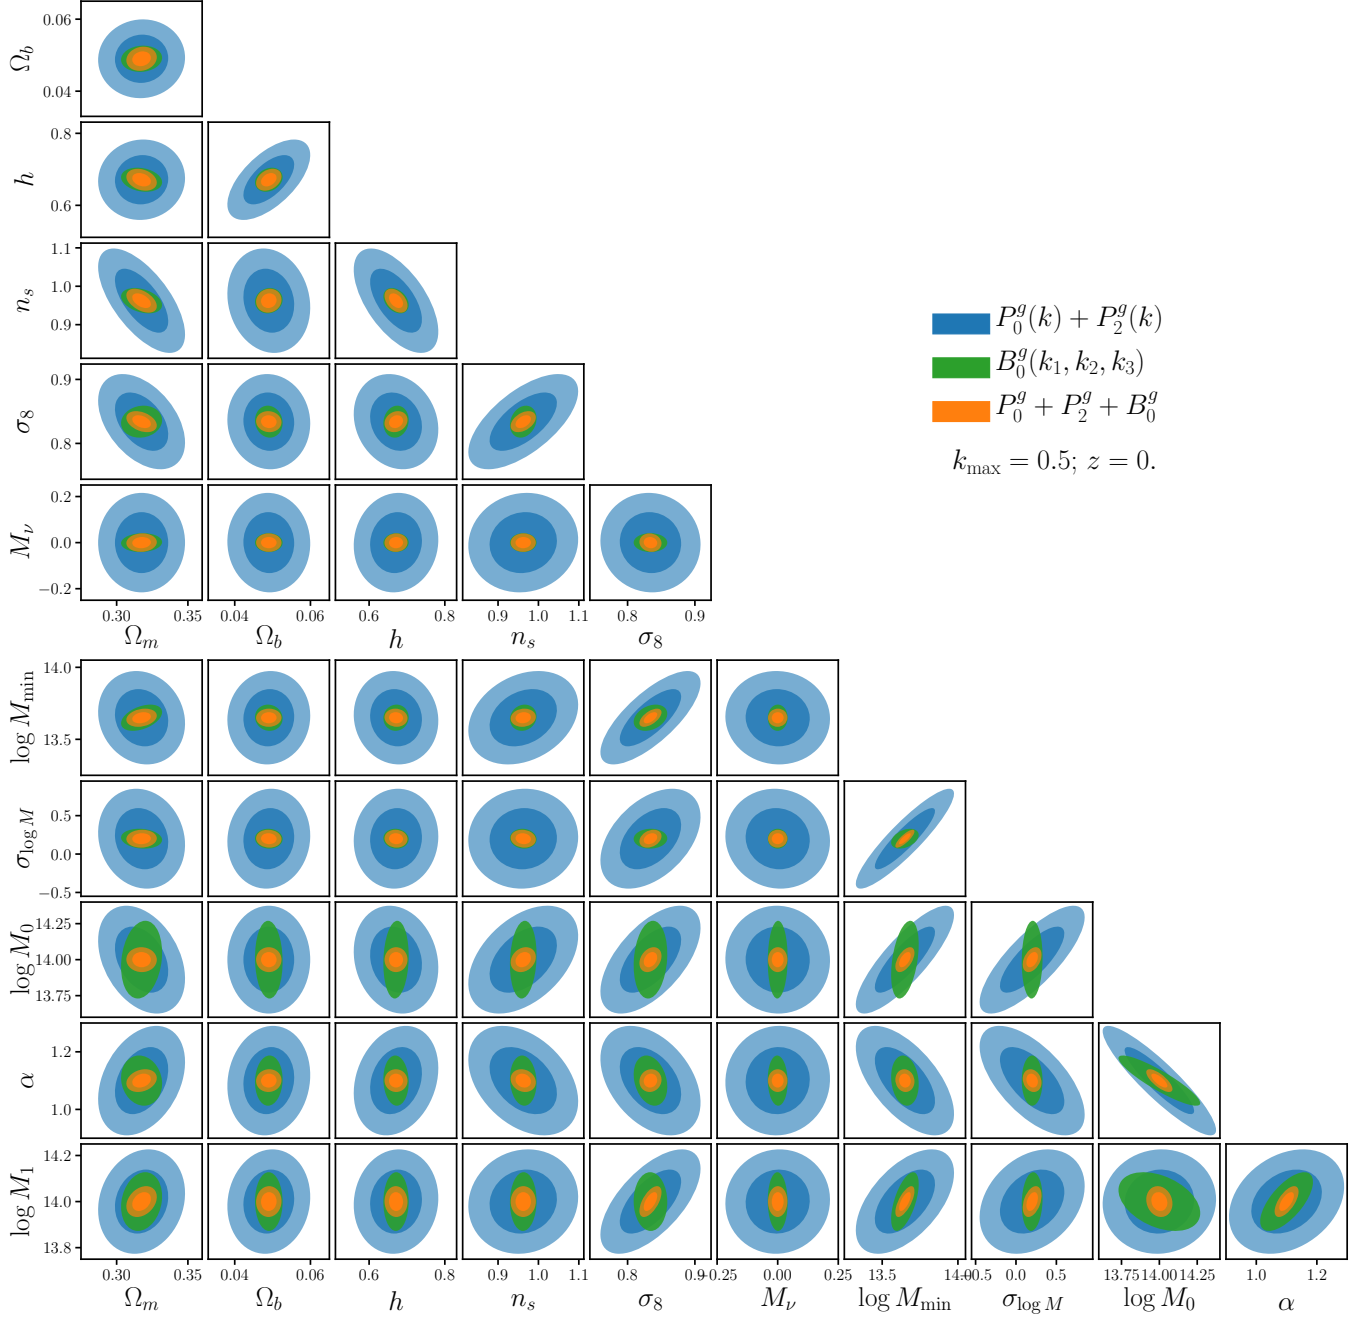 0.06
0.04
Ω_b
0.8
0.6
h
1.1
1.0
0.9
n_s
0.9
0.8
σ_8
0.2
0.0
−0.2
M_ν
0.30 0.35 0.04 0.06 0.6 0.8 0.9 1.0 1.1 0.8 0.9
Ω_m Ω_b h n_s σ_8
P_0^g(k) + P_2^g(k)
B_0^g(k_1, k_2, k_3)
P_0^g + P_2^g + B_0^g
k_max = 0.5; z = 0.
14.0
13.5
log M_min
0.5
0.0
−0.5
σ_log M
14.25
14.00
13.75
log M_0
1.2
1.0
α
14.2
14.0
13.8
log M_1
0.30 0.35 0.04 0.06 0.6 0.8 0.9 1.0 1.1 0.8 0.9 0.25 0.00 0.25 13.5 14.0 0.5 0.0 0.5 13.75 14.00 14.25 1.0 1.2
Ω_m Ω_b h n_s σ_8 M_ν log M_min σ_log M log M_0 α